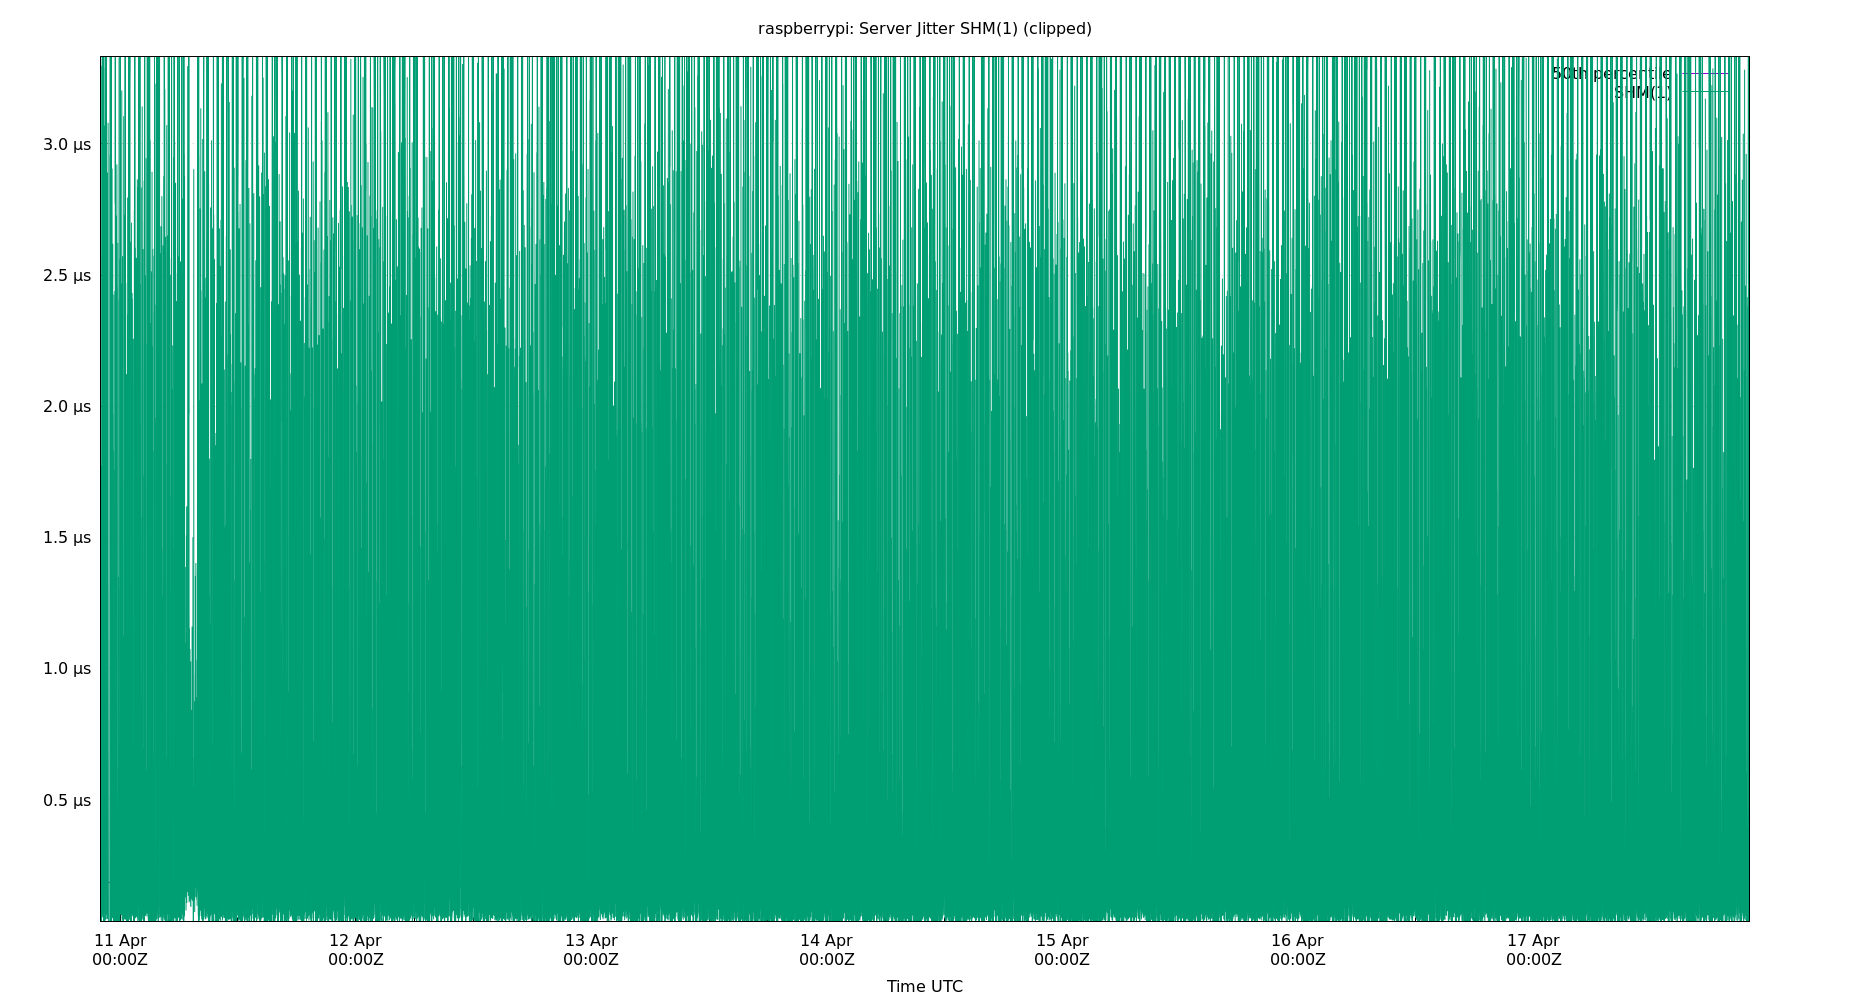 raspberrypi: Server Jitter SHM(1) (clipped)
50th percentile
SHM(1)
3.0 µs
2.5 µs
2.0 µs
1.5 µs
1.0 µs
0.5 µs
11 Apr 12 Apr 13 Apr 14 Apr 15 Apr 16 Apr 17 Apr
00:00Z 00:00Z 00:00Z 00:00Z 00:00Z 00:00Z 00:00Z
Time UTC